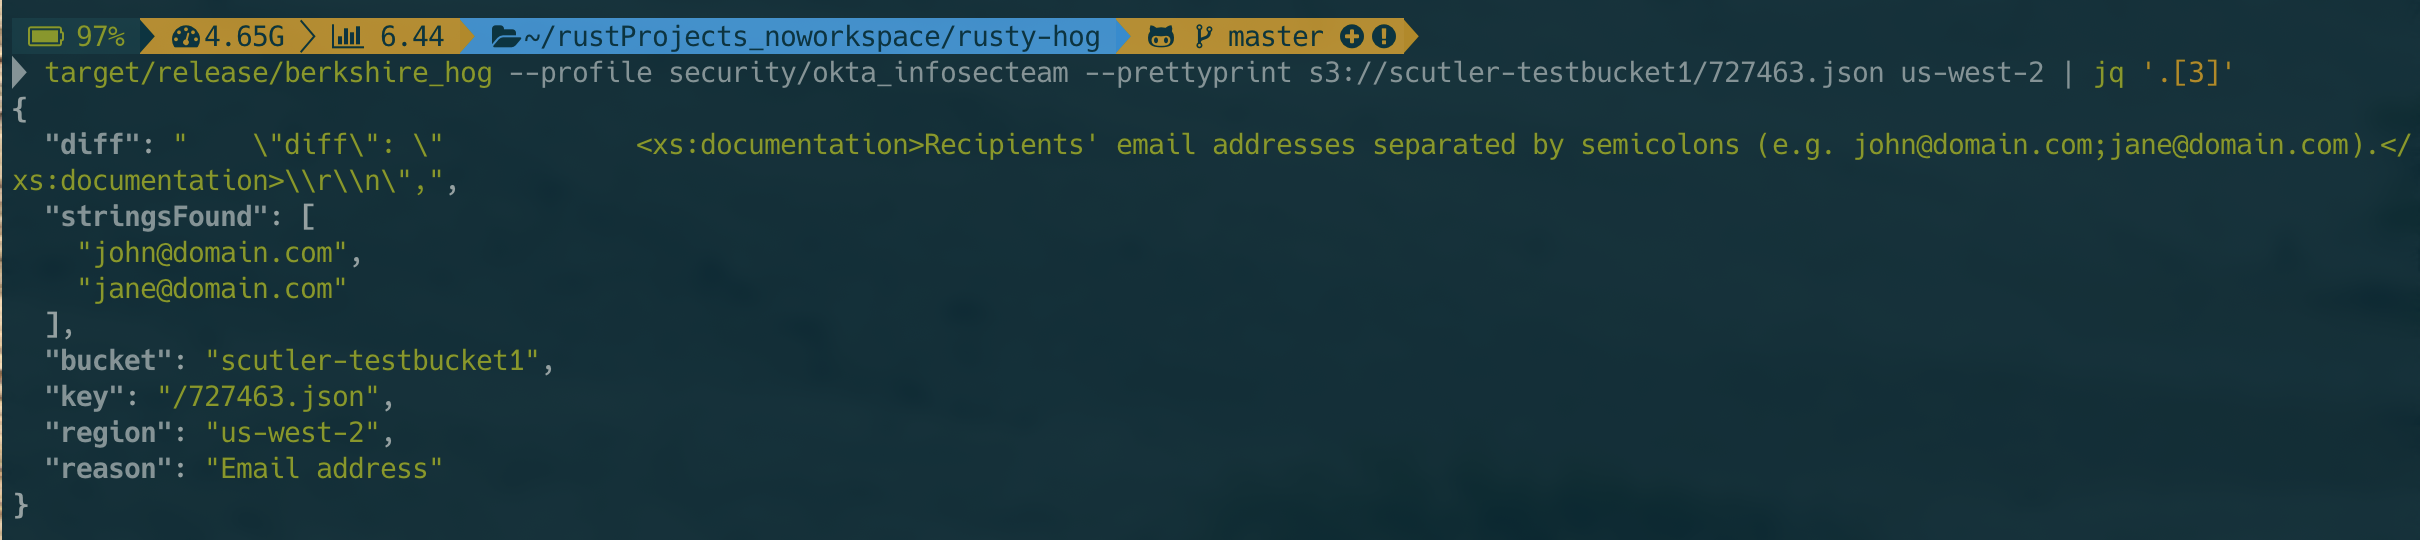 97% 4.65G 6.44 ~/rustProjects_noworkspace/rusty-hog master
target/release/berkshire_hog --profile security/okta_infosecteam --prettyprint s3://scutler-testbucket1/727463.json us-west-2 | jq '.[3]'
{
  "diff": "    \"diff\": \"            <xs:documentation>Recipients' email addresses separated by semicolons (e.g. john@domain.com;jane@domain.com).</
xs:documentation>\\r\\n\",",
  "stringsFound": [
    "john@domain.com",
    "jane@domain.com"
  ],
  "bucket": "scutler-testbucket1",
  "key": "/727463.json",
  "region": "us-west-2",
  "reason": "Email address"
}